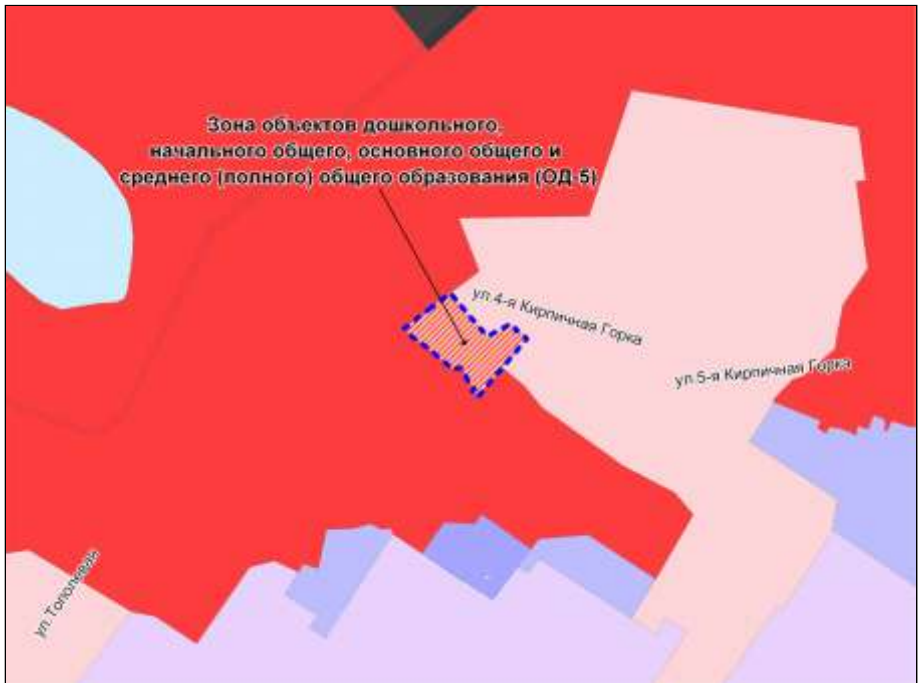 Зона объектов дошкольного,
начального общего, основного общего и
среднего (полного) общего образования (ОД-5)
ул.4-я Кирпичная Горка
ул.5-я Кирпичная Горка
ул.Тополевая